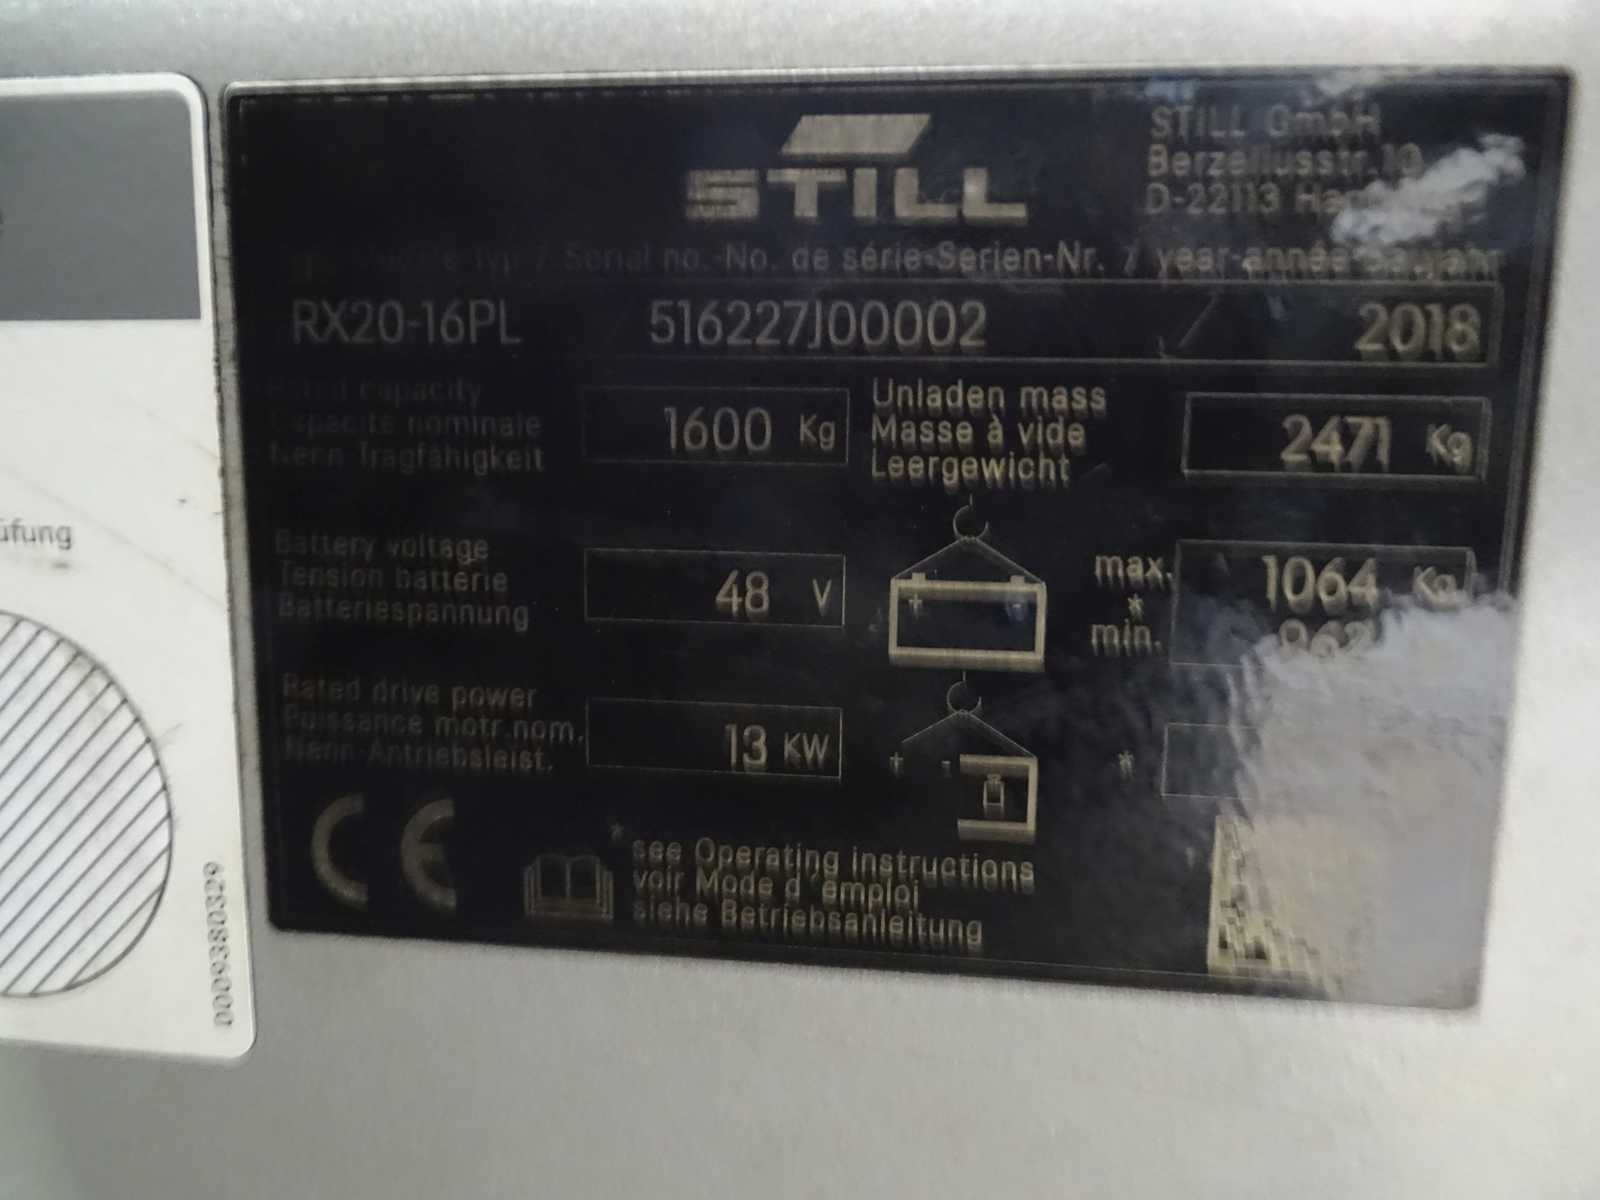 STILL
STILL GmbH
Berzeliusstr. 10
D-22113
Typ / Serial no.-No. de série-Serien-Nr. / year-année-Baujahr
RX20-16PL 516227J00002 / 2018
Rated capacity
Capacité nominale
Nenn Tragfähigkeit
1600 Kg
Unladen mass
Masse à vide
Leergewicht
2471 Kg
Battery voltage
Tension batterie
Batteriespannung
48 V
+ -
max.
*
min.
1064 Kg
Rated drive power
Puissance motr.nom.
Nenn-Antriebsleist.
13 KW
+ -
*
CE
*see Operating instructions
voir Mode d'emploi
siehe Betriebsanleitung
üfung
0009380329